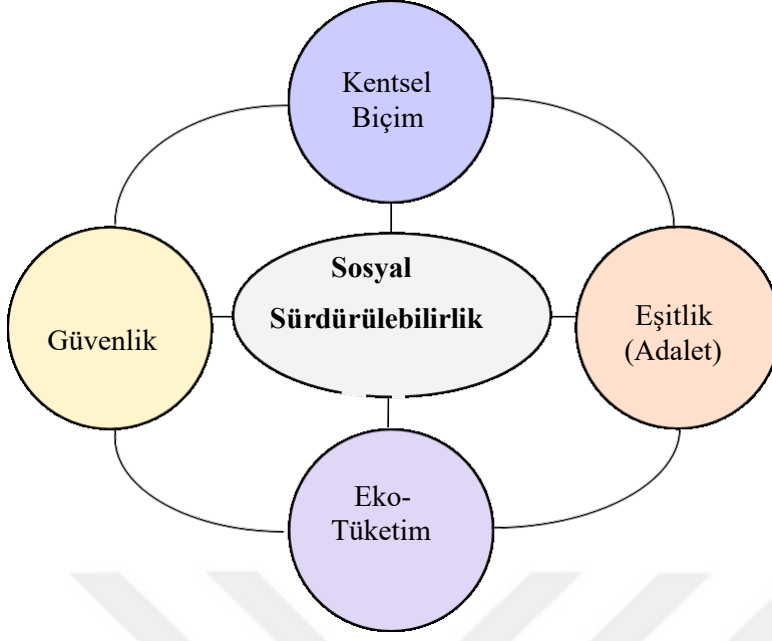 Kentsel
Biçim
Sosyal
Sürdürülebilirlik
Güvenlik
Eşitlik
(Adalet)
Eko-
Tüketim